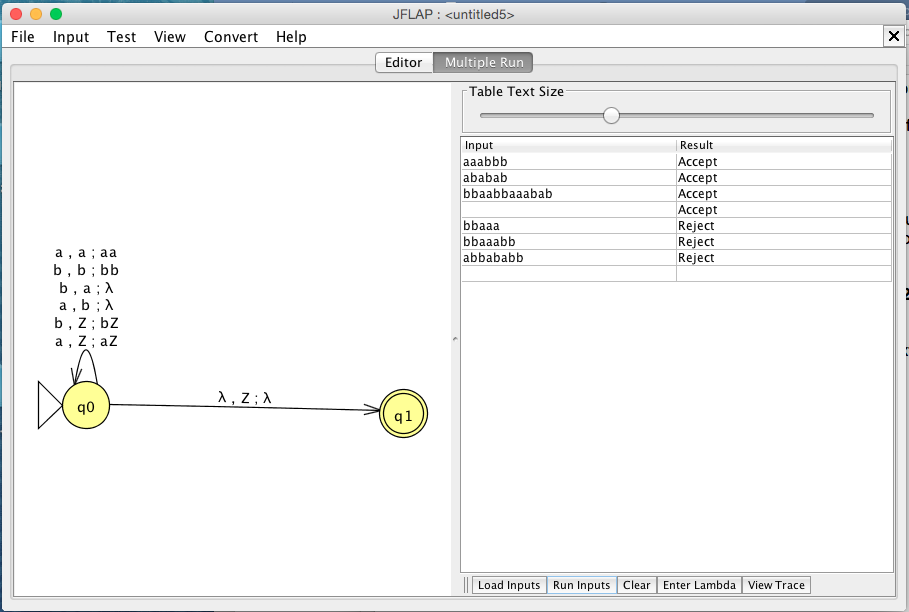 JFLAP : <untitled5>
File Input Test View Convert Help
Editor Multiple Run
Table Text Size
Input Result
aaabbb Accept
ababab Accept
bbaabbaaabab Accept
Accept
bbaaa Reject
bbaaabb Reject
abbababb Reject
a , a ; aa
b , b ; bb
b , a ; λ
a , b ; λ
b , Z ; bZ
a , Z ; aZ
λ , Z ; λ
q0
q1
Load Inputs Run Inputs Clear Enter Lambda View Trace